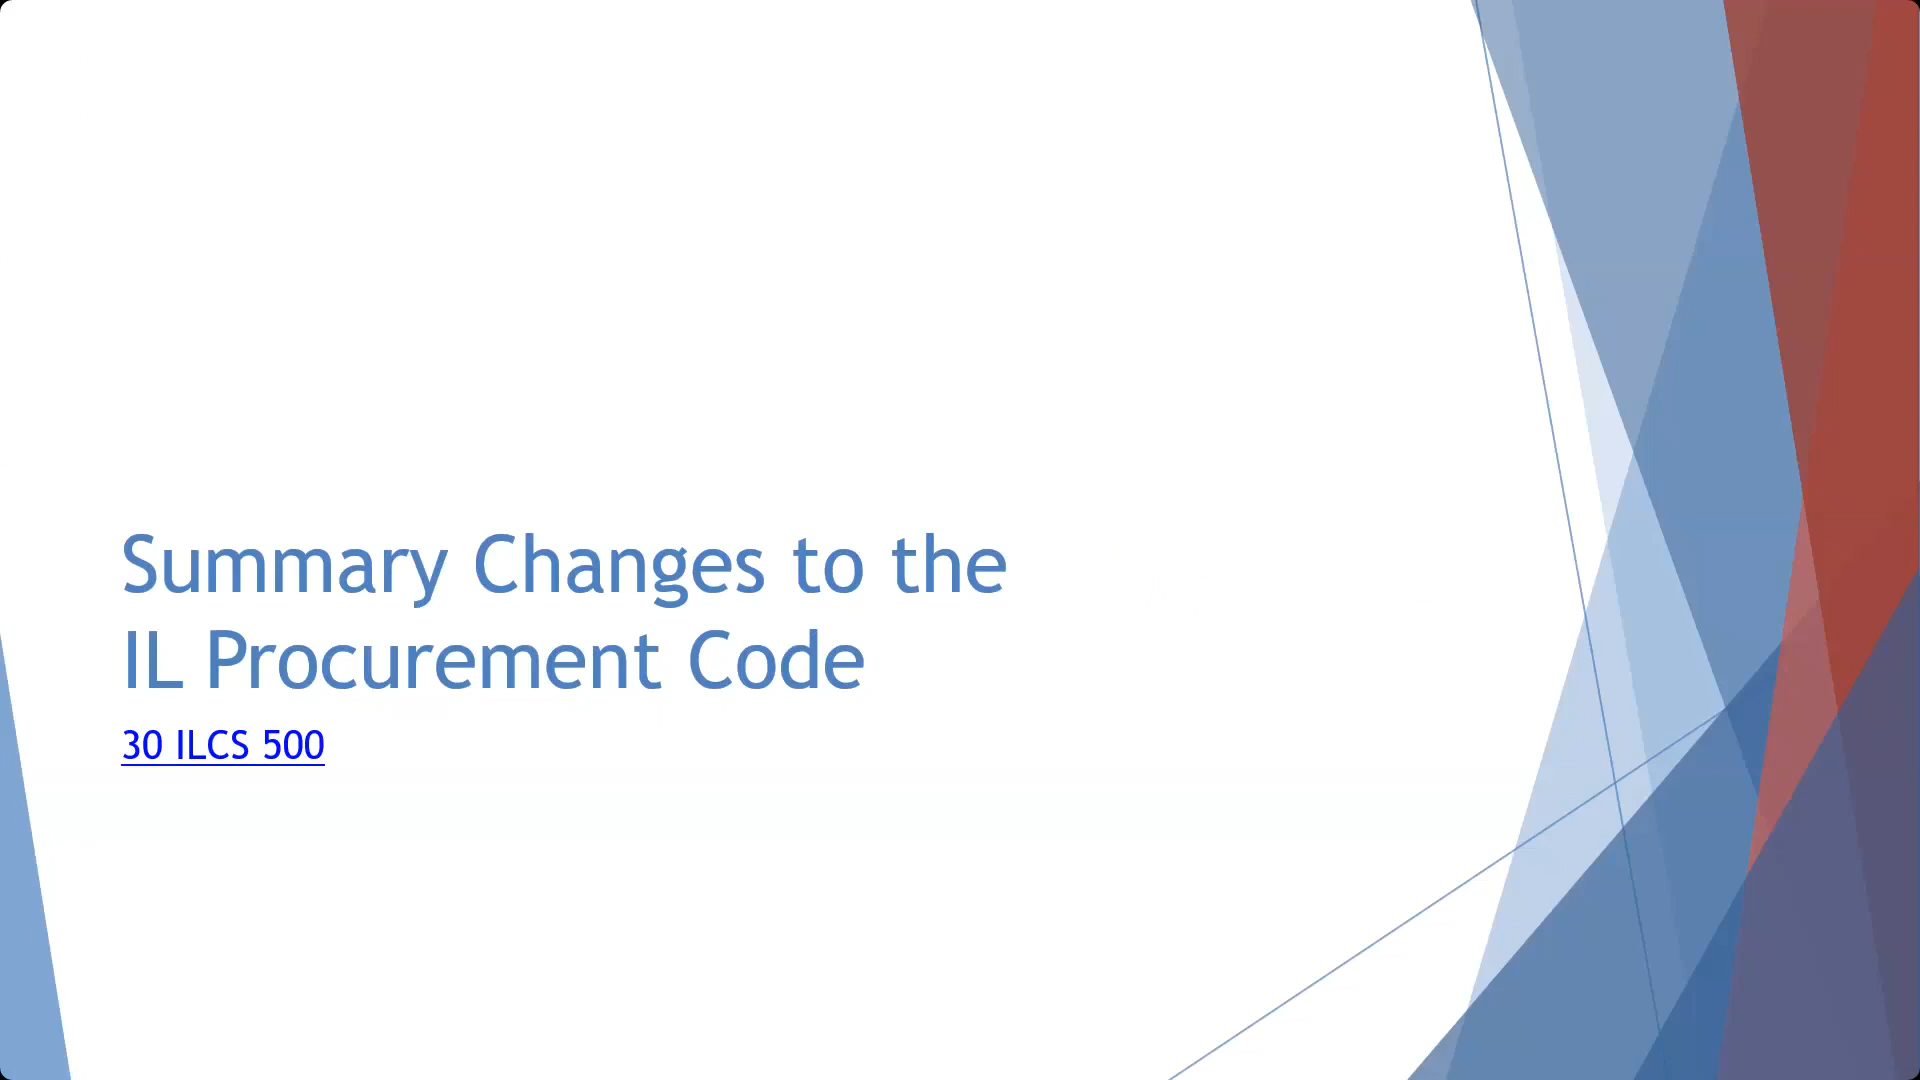 Summary Changes to the
IL Procurement Code
30 ILCS 500